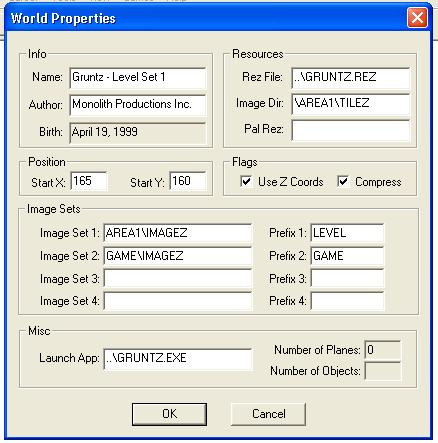 World Properties
Info
Name: Gruntz - Level Set 1
Author: Monolith Productions Inc.
Birth: April 19, 1999
Resources
Rez File: ..\GRUNTZ.REZ
Image Dir: \AREA1\TILEZ
Pal Rez:
Position
Start X: 165 Start Y: 160
Flags
Use Z Coords Compress
Image Sets
Image Set 1: AREA1\IMAGEZ Prefix 1: LEVEL
Image Set 2: GAME\IMAGEZ Prefix 2: GAME
Image Set 3: Prefix 3:
Image Set 4: Prefix 4:
Misc
Launch App: ..\GRUNTZ.EXE
Number of Planes: 0
Number of Objects:
OK Cancel